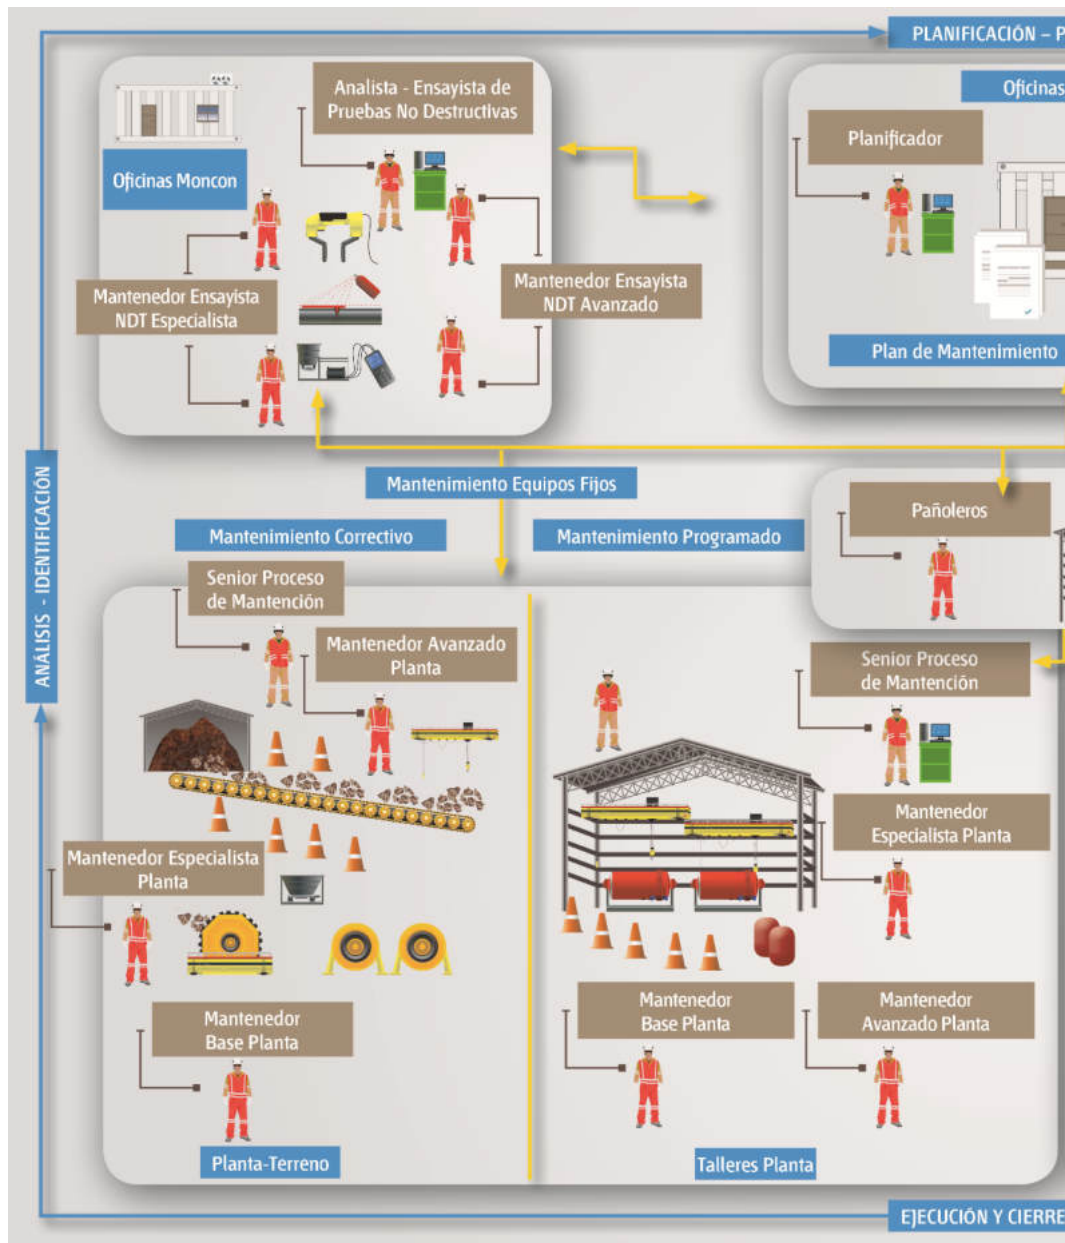 PLANIFICACIÓN – P
Analista - Ensayista de
Pruebas No Destructivas
Oficinas Moncon
Mantenedor Ensayista
NDT Especialista
Mantenedor Ensayista
NDT Avanzado
Oficinas
Planificador
Plan de Mantenimiento
ANÁLISIS - IDENTIFICACIÓN
Mantenimiento Equipos Fijos
Mantenimiento Correctivo
Mantenimiento Programado
Pañoleros
Senior Proceso
de Mantención
Mantenedor Avanzado
Planta
Mantenedor Especialista
Planta
Mantenedor
Base Planta
Planta-Terreno
Senior Proceso
de Mantención
Mantenedor
Especialista Planta
Mantenedor
Base Planta
Mantenedor
Avanzado Planta
Talleres Planta
EJECUCIÓN Y CIERRE